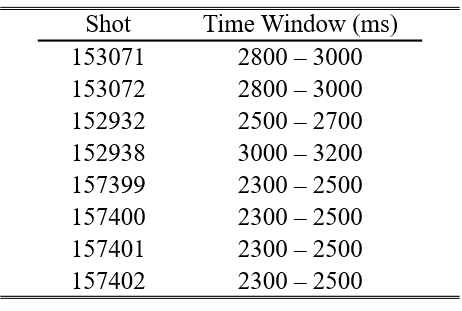 Shot Time Window (ms)
153071 2800 – 3000
153072 2800 – 3000
152932 2500 – 2700
152938 3000 – 3200
157399 2300 – 2500
157400 2300 – 2500
157401 2300 – 2500
157402 2300 – 2500